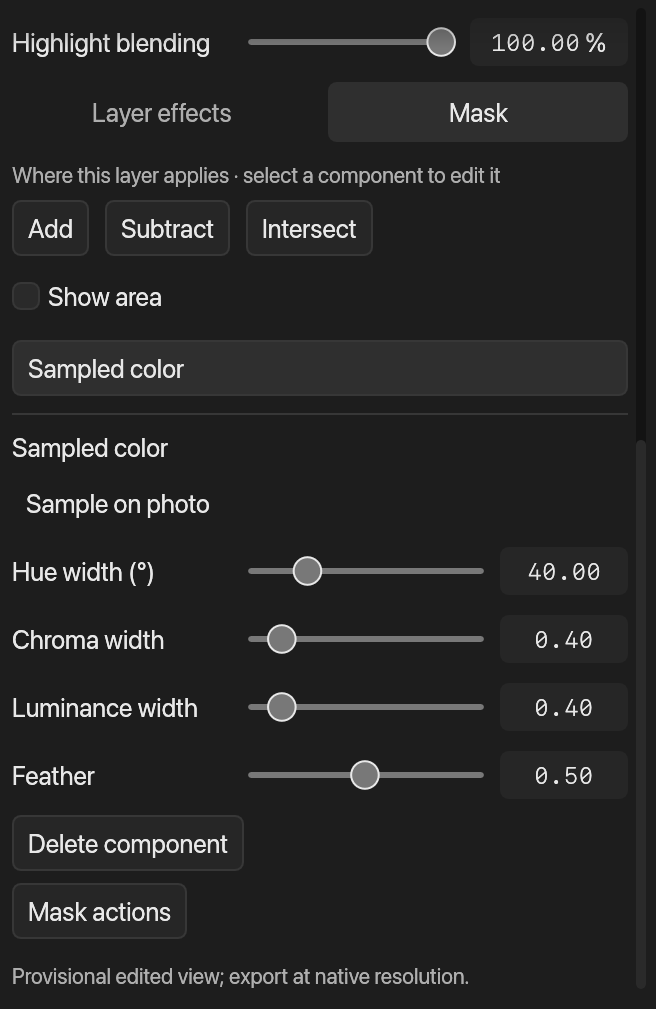 Highlight blending 100.00 %
Layer effects Mask
Where this layer applies · select a component to edit it
Add Subtract Intersect
Show area
Sampled color
Sampled color
Sample on photo
Hue width (°) 40.00
Chroma width 0.40
Luminance width 0.40
Feather 0.50
Delete component
Mask actions
Provisional edited view; export at native resolution.